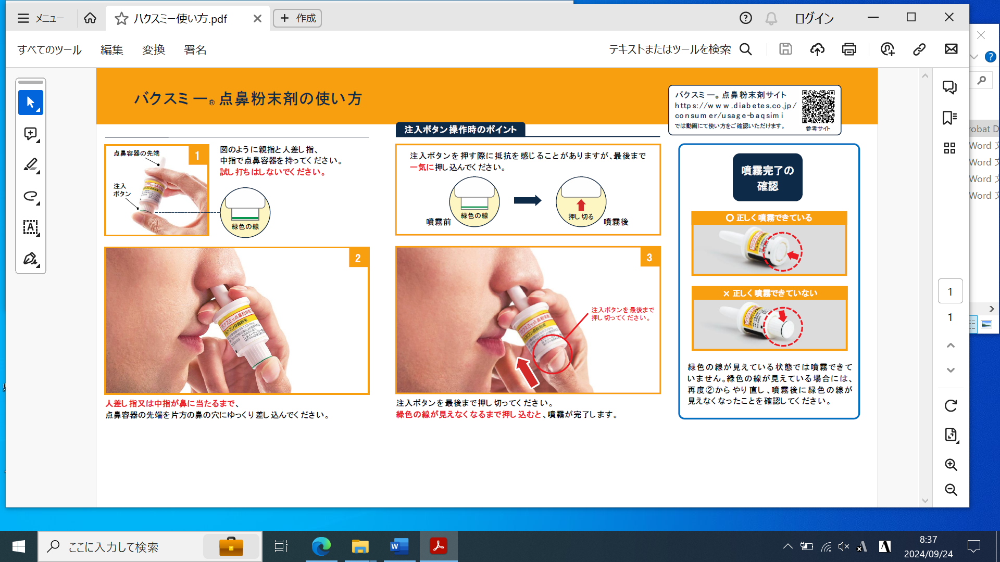 メニュー
バクスミー使い方.pdf
作成
ログイン
すべてのツール
編集
変換
署名
テキストまたはツールを検索
バクスミー®点鼻粉末剤の使い方
バクスミー®点鼻粉末剤サイト
https://www.diabetes.co.jp/
consumer/usage-baqsimi
では動画にて使い方をご確認いただけます。
参考サイト
1
点鼻容器の先端
注入
ボタン
図のように親指と人差し指、
中指で点鼻容器を持ってください。
試し打ちはしないでください。
緑色の線
注入ボタン操作時のポイント
注入ボタンを押す際に抵抗を感じることがありますが、最後まで
一気に押し込んでください。
緑色の線
噴霧前
押し切る
噴霧後
2
バクスミー点鼻粉末剤
グルカゴン点鼻粉末
人差し指又は中指が鼻に当たるまで、
点鼻容器の先端を片方の鼻の穴にゆっくり差し込んでください。
3
注入ボタンを最後まで
押し切ってください。
注入ボタンを最後まで押し切ってください。
緑色の線が見えなくなるまで押し込むと、噴霧が完了します。
噴霧完了の
確認
〇 正しく噴霧できている
× 正しく噴霧できていない
緑色の線が見えている状態では噴霧できて
いません。緑色の線が見えている場合には、
再度②からやり直し、噴霧後に緑色の線が
見えなくなったことを確認してください。
1
1
robat D
Word 文
Word 文
Word 文
Word 文
ここに入力して検索
8:37
2024/09/24